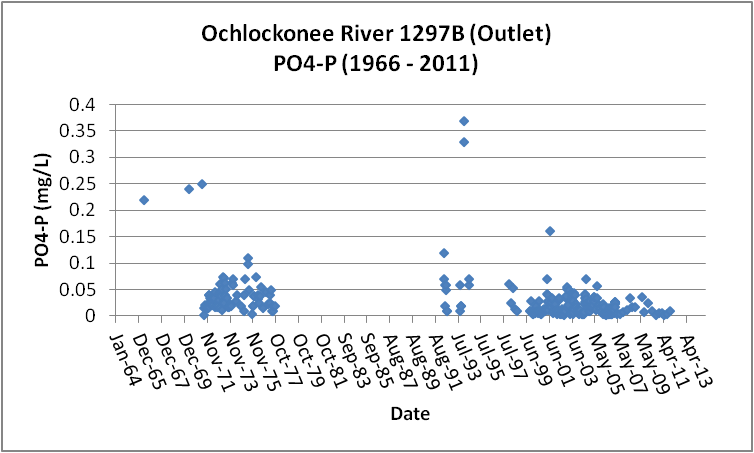 Ochlockonee River 1297B (Outlet)
PO4-P (1966 - 2011)
PO4-P (mg/L)
0.4
0.35
0.3
0.25
0.2
0.15
0.1
0.05
0
Jan-64
Dec-65
Dec-67
Dec-69
Nov-71
Nov-73
Nov-75
Oct-77
Oct-79
Oct-81
Sep-83
Sep-85
Aug-87
Aug-89
Aug-91
Jul-93
Jul-95
Jul-97
Jun-99
Jun-01
Jun-03
May-05
May-07
May-09
Apr-11
Apr-13
Date